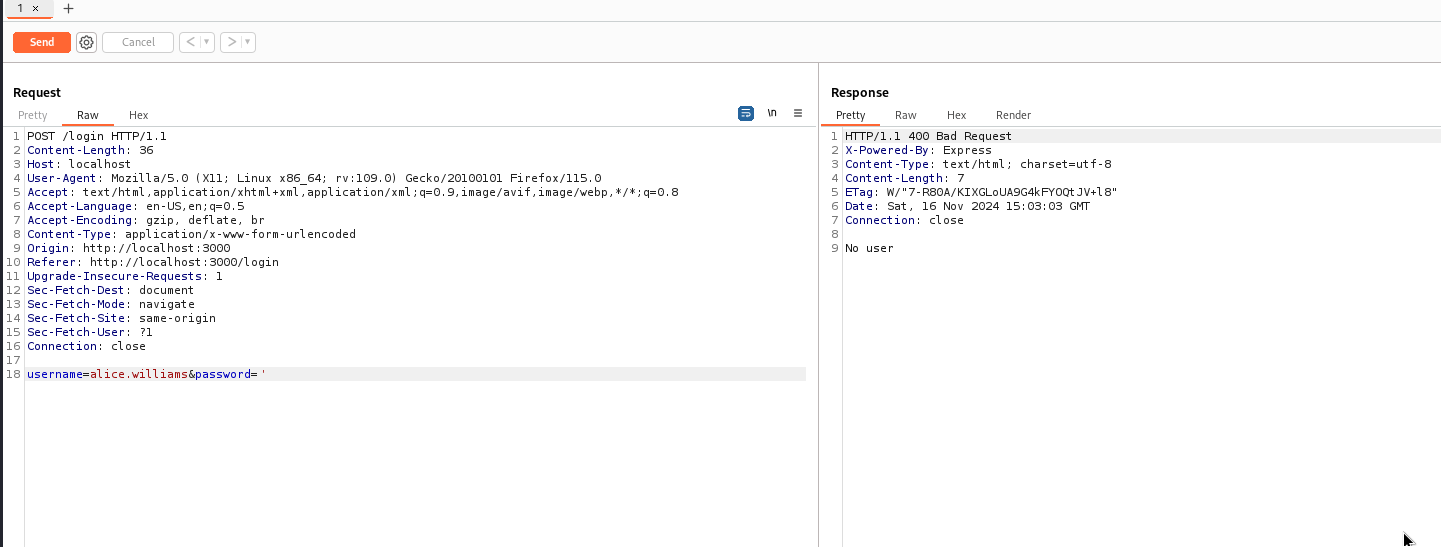 1 × +
Send Cancel < >
Request
Pretty Raw Hex \n
1 POST /login HTTP/1.1
2 Content-Length: 36
3 Host: localhost
4 User-Agent: Mozilla/5.0 (X11; Linux x86_64; rv:109.0) Gecko/20100101 Firefox/115.0
5 Accept: text/html,application/xhtml+xml,application/xml;q=0.9,image/avif,image/webp,*/*;q=0.8
6 Accept-Language: en-US,en;q=0.5
7 Accept-Encoding: gzip, deflate, br
8 Content-Type: application/x-www-form-urlencoded
9 Origin: http://localhost:3000
10 Referer: http://localhost:3000/login
11 Upgrade-Insecure-Requests: 1
12 Sec-Fetch-Dest: document
13 Sec-Fetch-Mode: navigate
14 Sec-Fetch-Site: same-origin
15 Sec-Fetch-User: ?1
16 Connection: close
17
18 username=alice.williams&password='
Response
Pretty Raw Hex Render
1 HTTP/1.1 400 Bad Request
2 X-Powered-By: Express
3 Content-Type: text/html; charset=utf-8
4 Content-Length: 7
5 ETag: W/"7-R80A/KIXGLoUA9G4kFYOQtJV+l8"
6 Date: Sat, 16 Nov 2024 15:03:03 GMT
7 Connection: close
8
9 No user